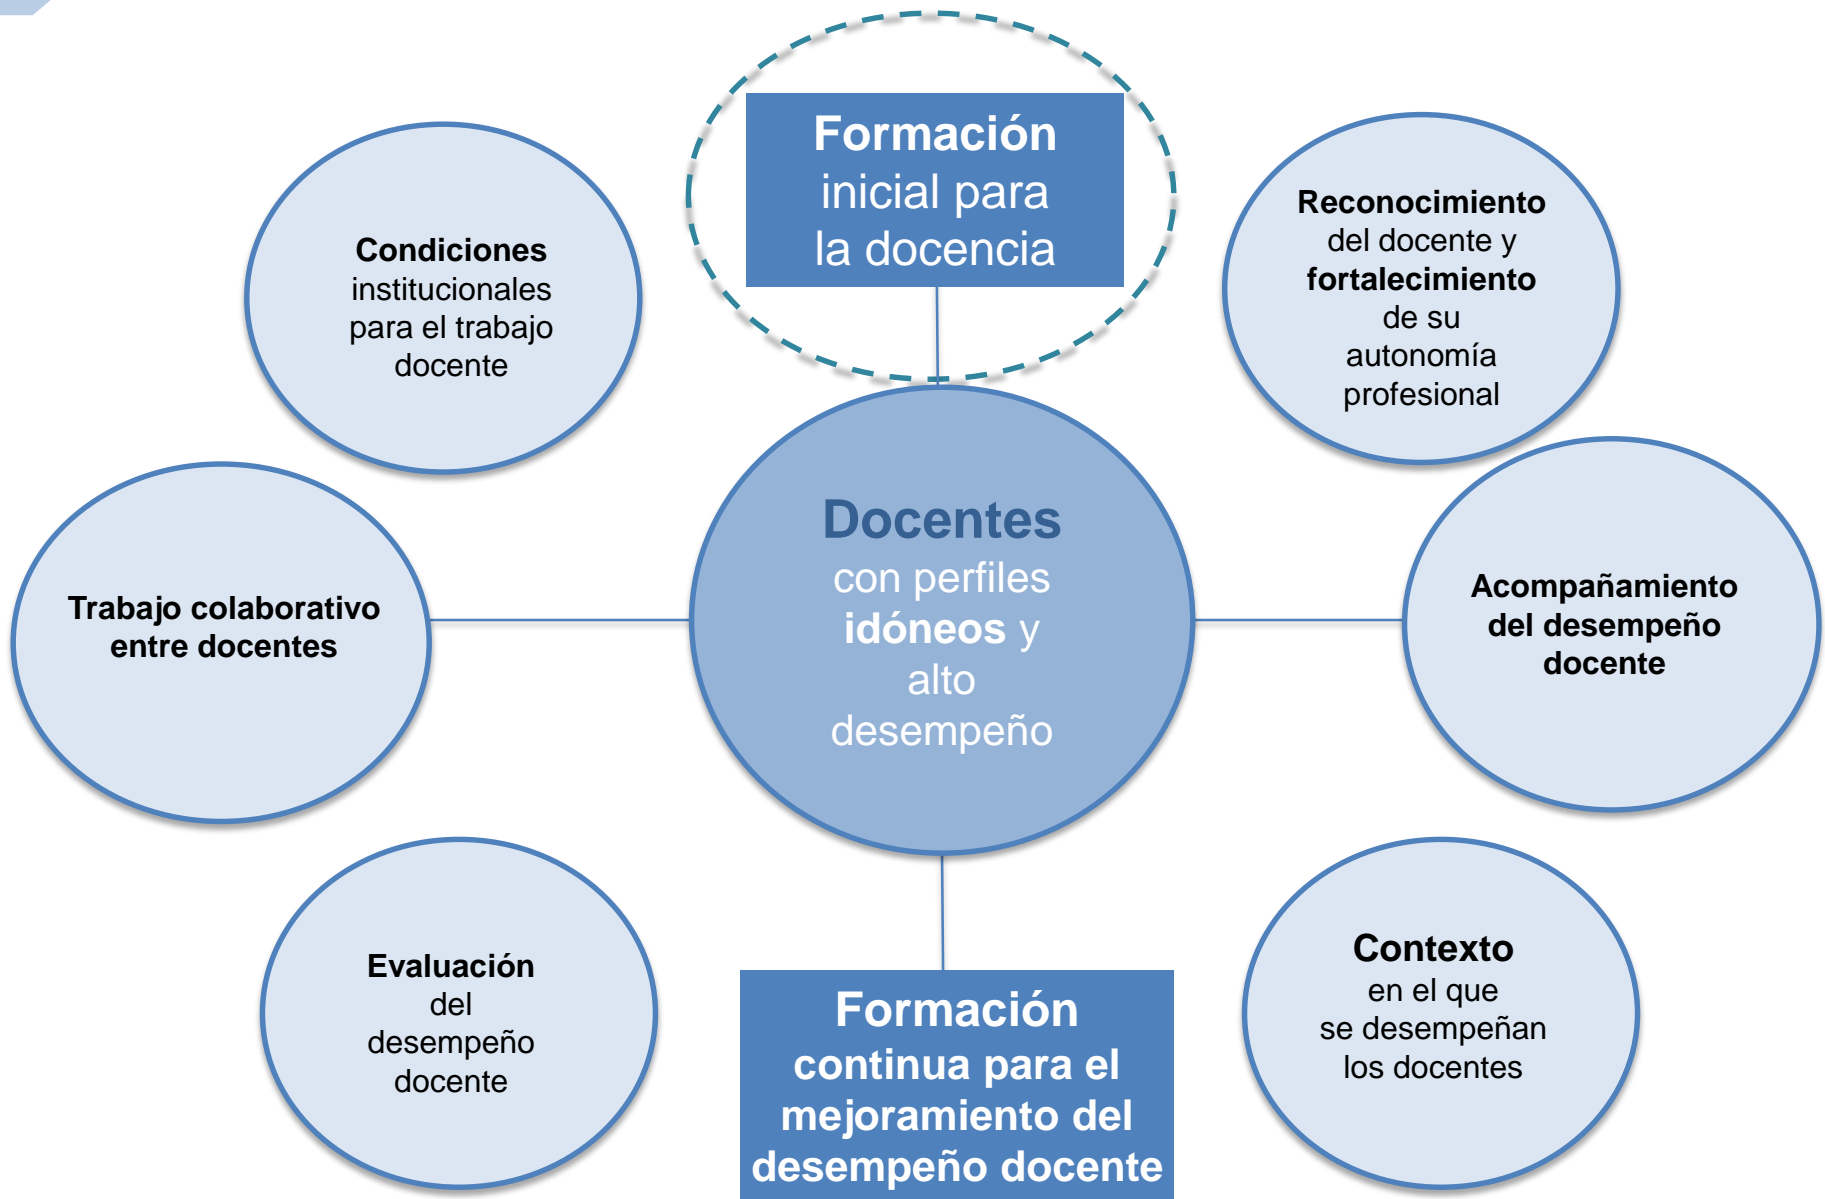 Formación
inicial para
la docencia
Condiciones
institucionales
para el trabajo
docente
Reconocimiento
del docente y
fortalecimiento
de su
autonomía
profesional
Docentes
con perfiles
idóneos y
alto
desempeño
Trabajo colaborativo
entre docentes
Acompañamiento
del desempeño
docente
Evaluación
del
desempeño
docente
Formación
continua para el
mejoramiento del
desempeño docente
Contexto
en el que
se desempeñan
los docentes